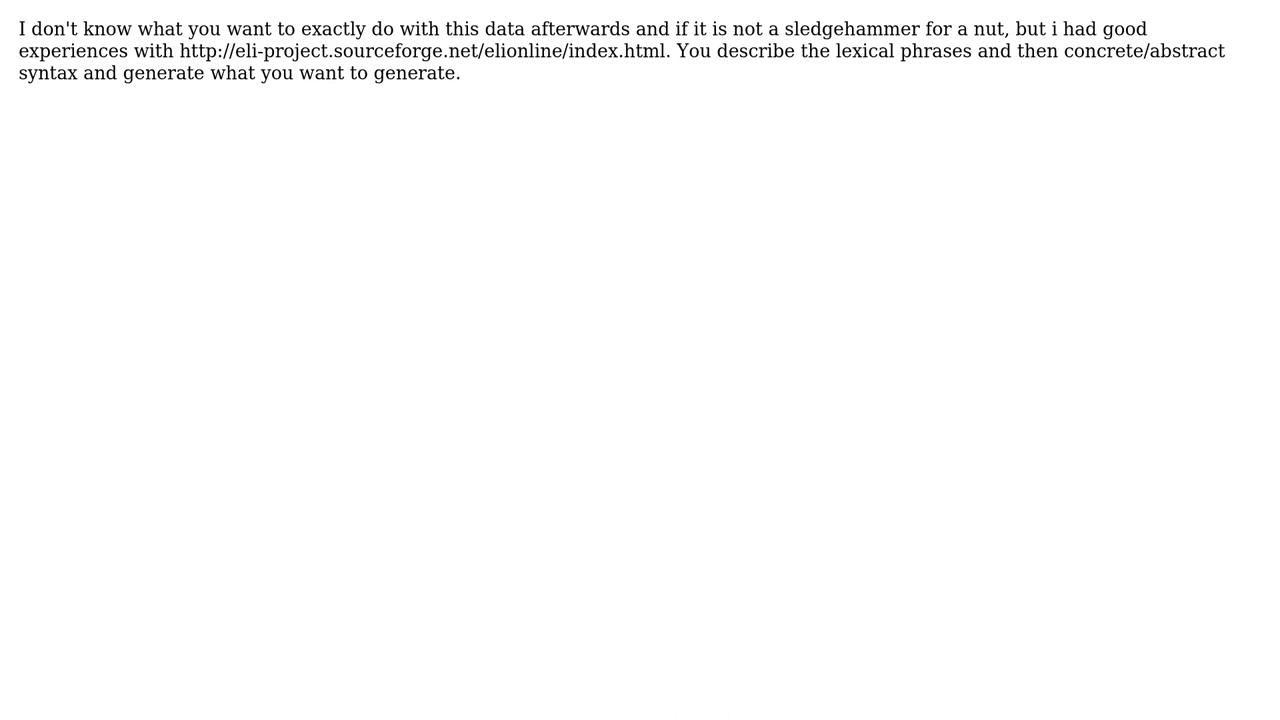 I don't know what you want to exactly do with this data afterwards and if it is not a sledgehammer for a nut, but i had good
experiences with http://eli-project.sourceforge.net/elionline/index.html. You describe the lexical phrases and then concrete/abstract
syntax and generate what you want to generate.